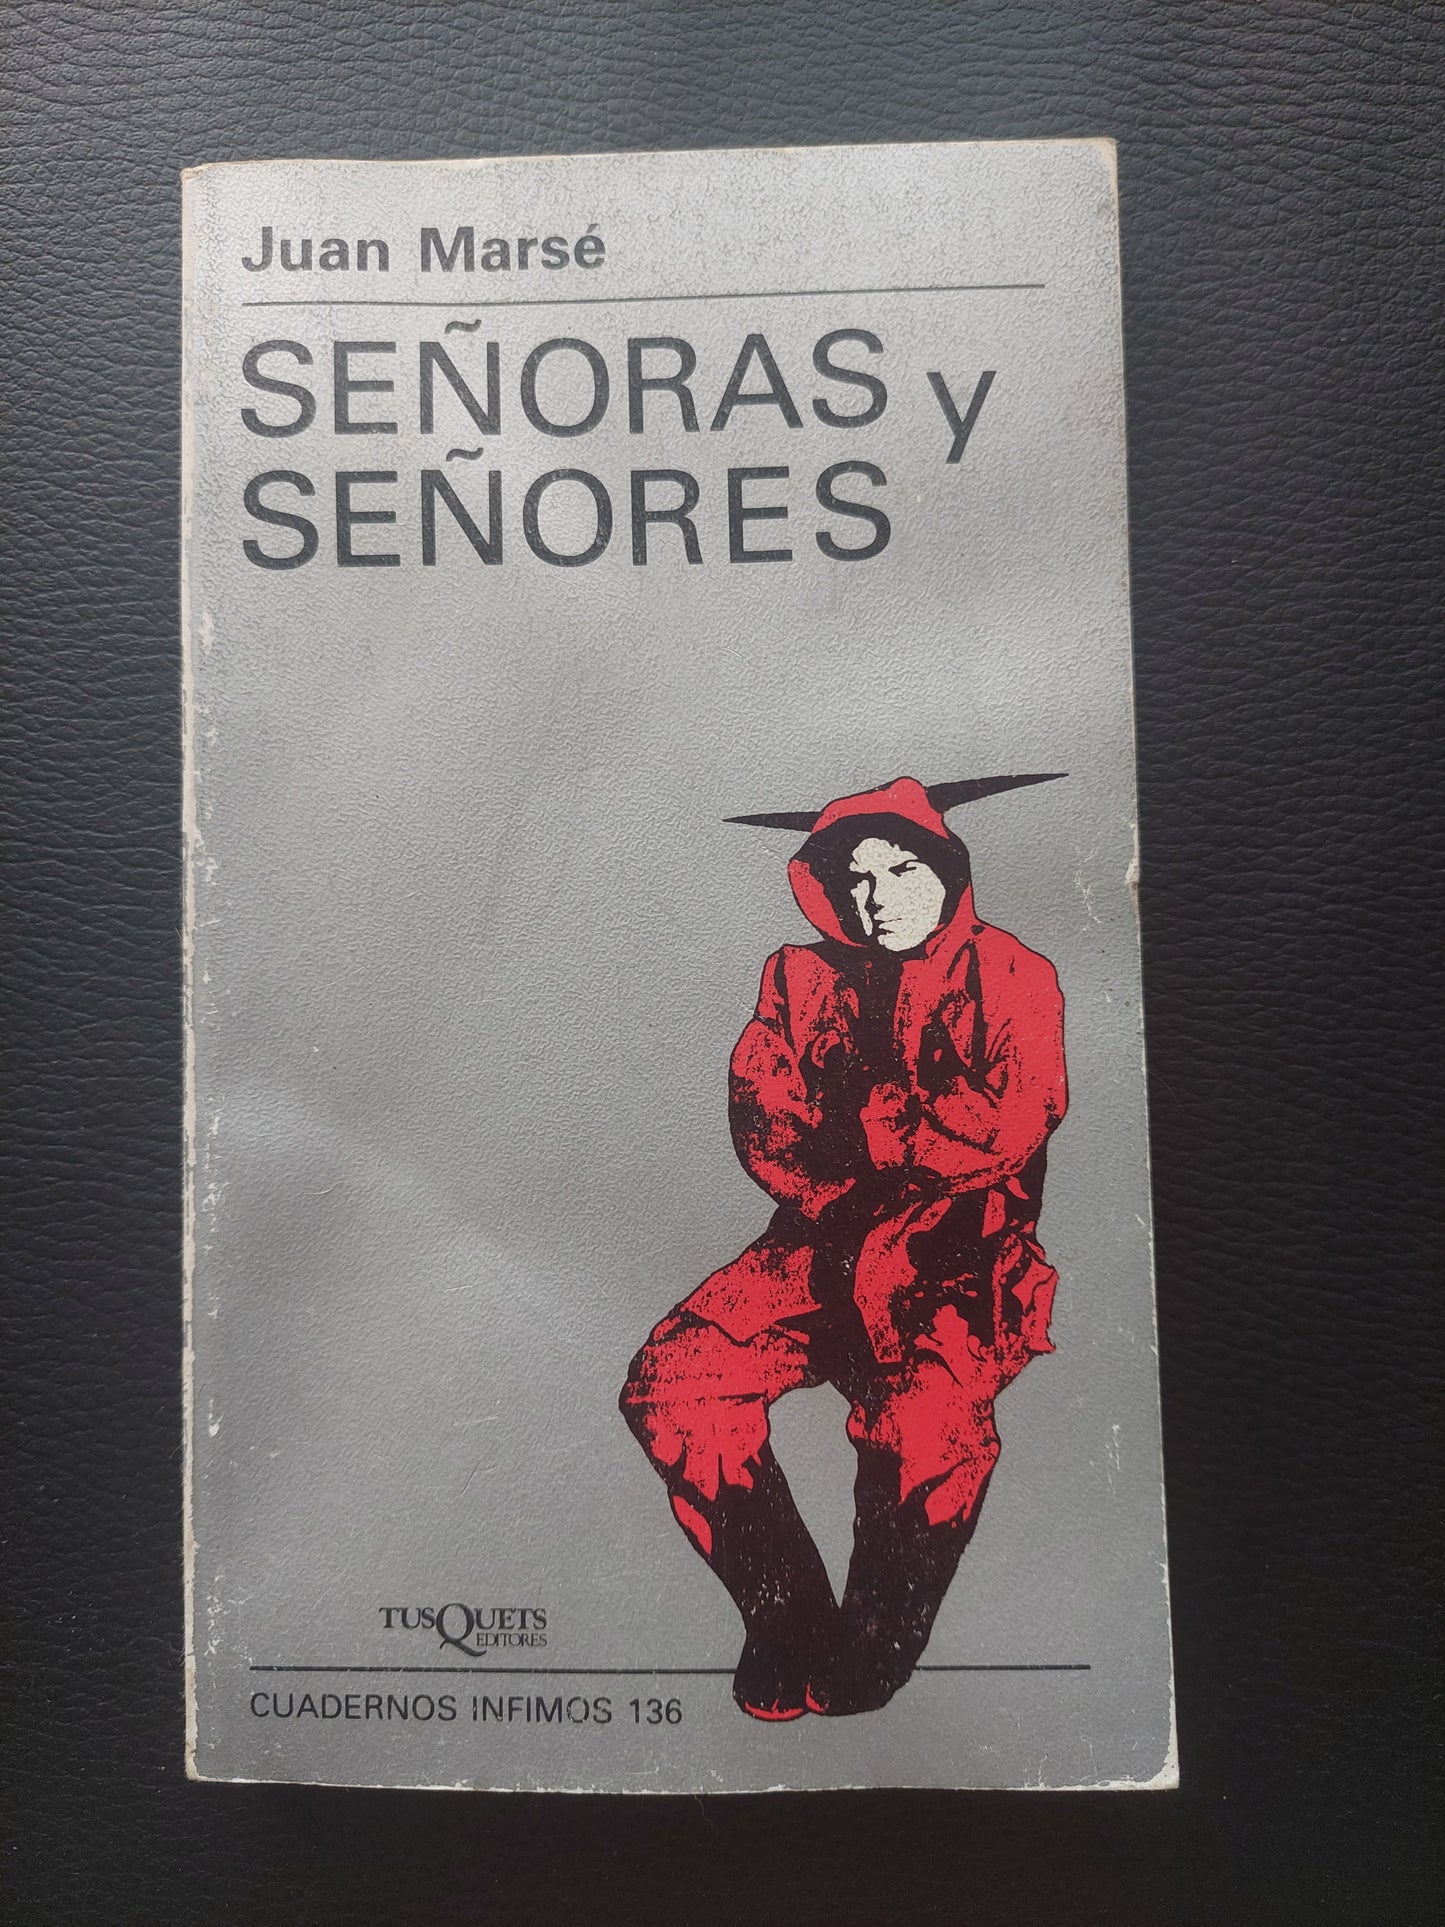 Juan Marsé
SEÑORAS y
SEÑORES
TUSQUETS
EDITORES
CUADERNOS INFIMOS 136